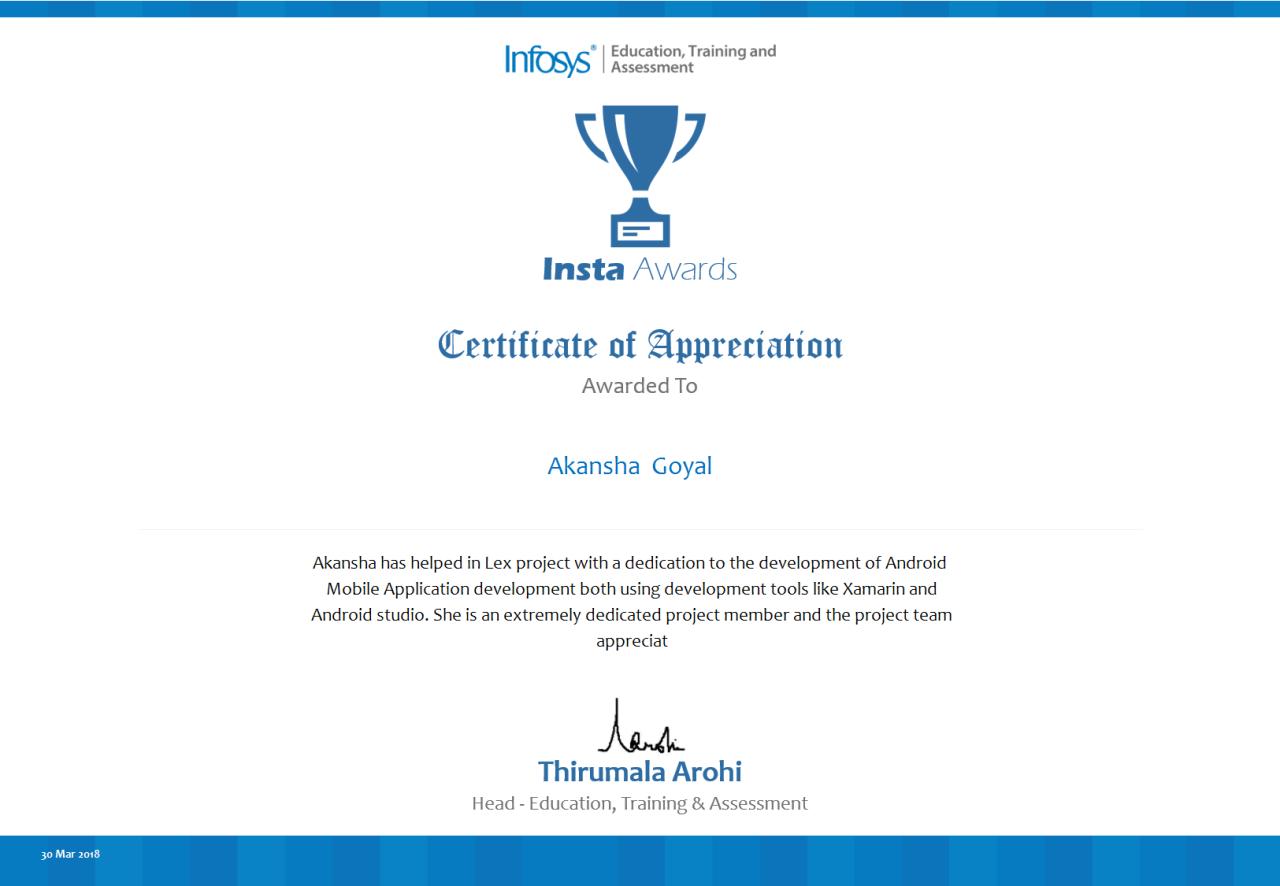 Infosys® | Education, Training and
Assessment
Insta Awards
Certificate of Appreciation
Awarded To
Akansha Goyal
Akansha has helped in Lex project with a dedication to the development of Android
Mobile Application development both using development tools like Xamarin and
Android studio. She is an extremely dedicated project member and the project team
appreciat
Arohi
Thirumala Arohi
Head - Education, Training & Assessment
30 Mar 2018